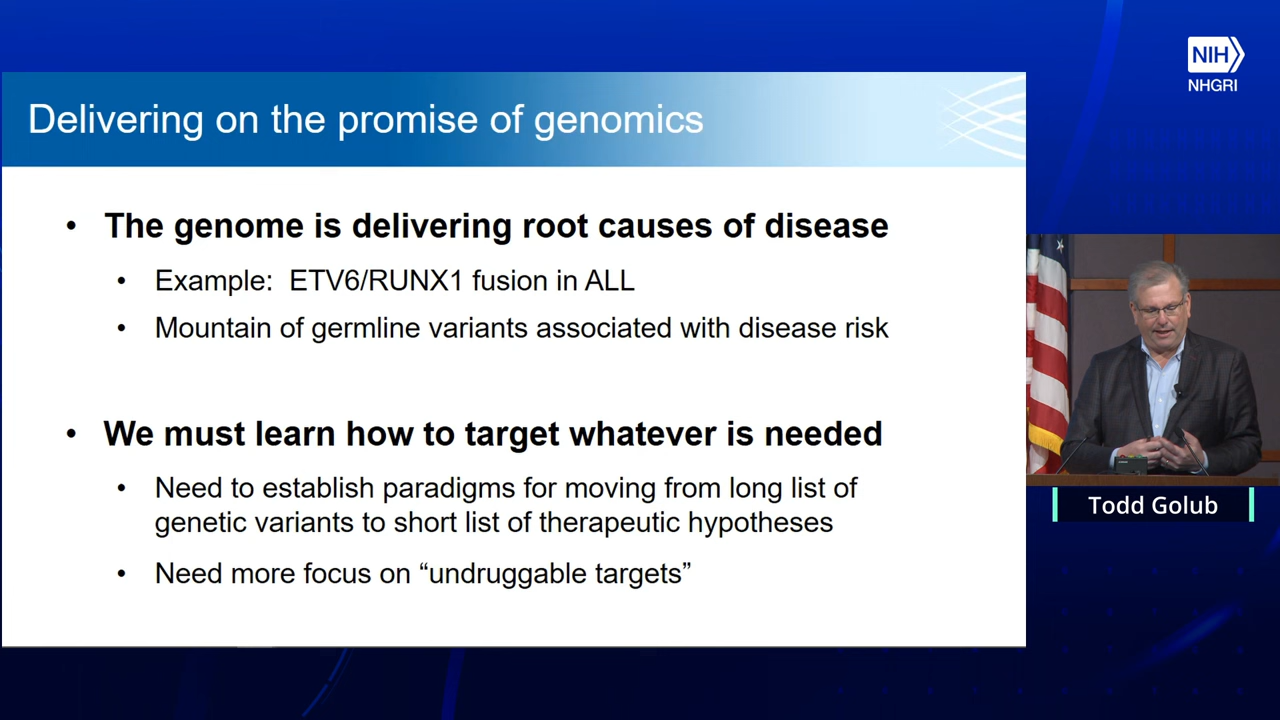 NIH
NHGRI
Delivering on the promise of genomics
• The genome is delivering root causes of disease
• Example: ETV6/RUNX1 fusion in ALL
• Mountain of germline variants associated with disease risk
• We must learn how to target whatever is needed
• Need to establish paradigms for moving from long list of
genetic variants to short list of therapeutic hypotheses
• Need more focus on “undruggable targets”
Todd Golub